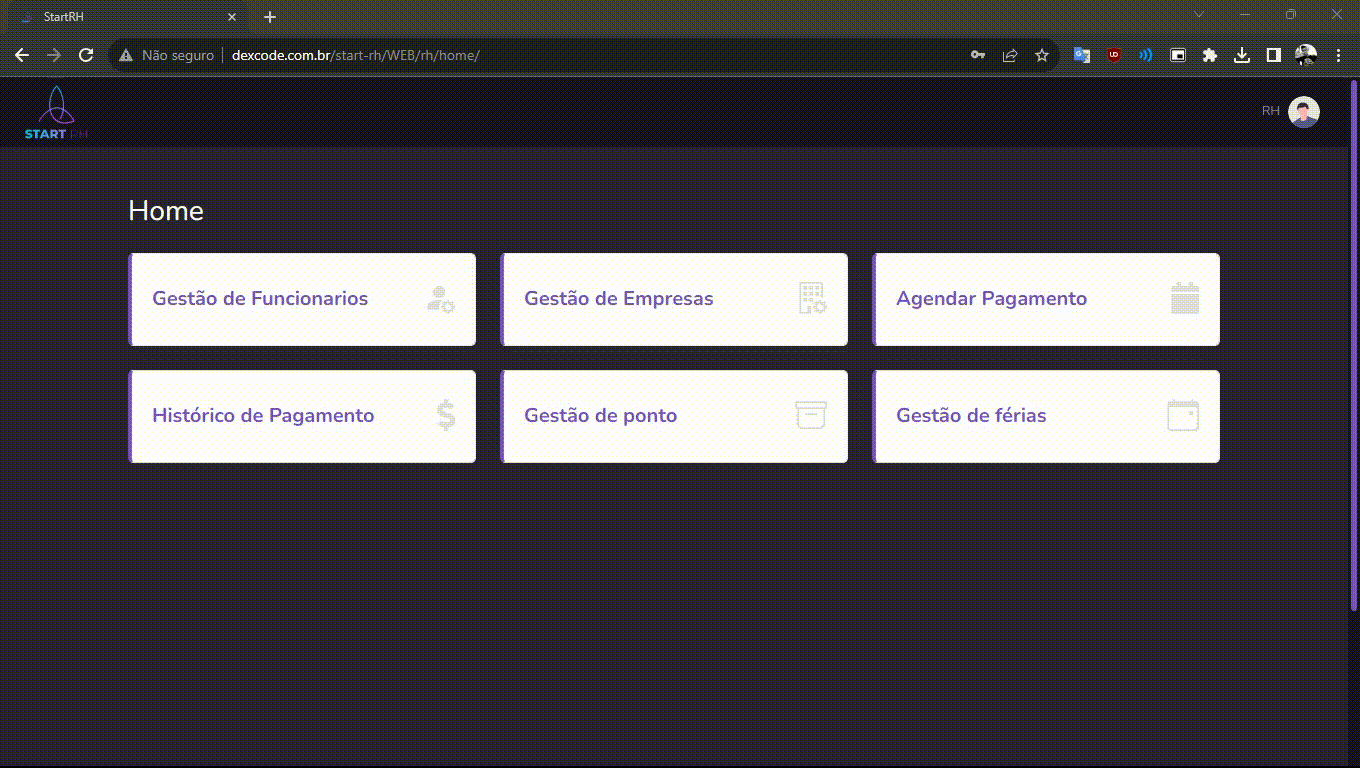 StartRH
Não seguro dexcode.com.br/start-rh/WEB/rh/home/
START RH
RH
Home
Gestão de Funcionarios
Gestão de Empresas
Agendar Pagamento
Histórico de Pagamento
Gestão de ponto
Gestão de férias